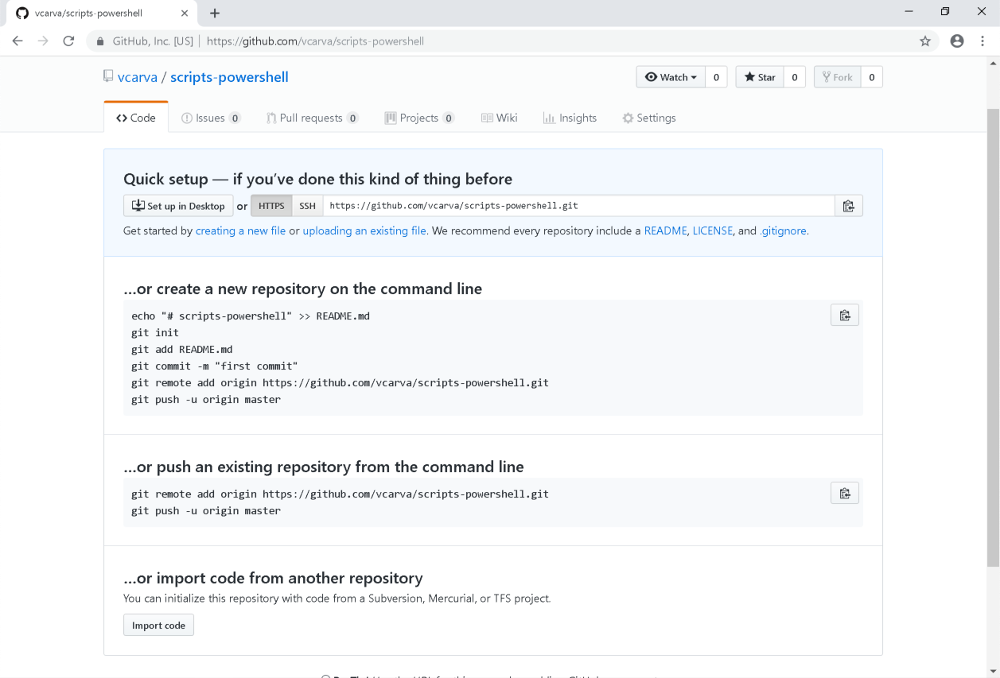 vcarva/scripts-powershell
GitHub, Inc. [US] | https://github.com/vcarva/scripts-powershell
vcarva / scripts-powershell
Watch 0 Star 0 Fork 0
Code Issues 0 Pull requests 0 Projects 0 Wiki Insights Settings
Quick setup — if you’ve done this kind of thing before
Set up in Desktop or HTTPS SSH https://github.com/vcarva/scripts-powershell.git
Get started by creating a new file or uploading an existing file. We recommend every repository include a README, LICENSE, and .gitignore.
…or create a new repository on the command line
echo "# scripts-powershell" >> README.md
git init
git add README.md
git commit -m "first commit"
git remote add origin https://github.com/vcarva/scripts-powershell.git
git push -u origin master
…or push an existing repository from the command line
git remote add origin https://github.com/vcarva/scripts-powershell.git
git push -u origin master
…or import code from another repository
You can initialize this repository with code from a Subversion, Mercurial, or TFS project.
Import code